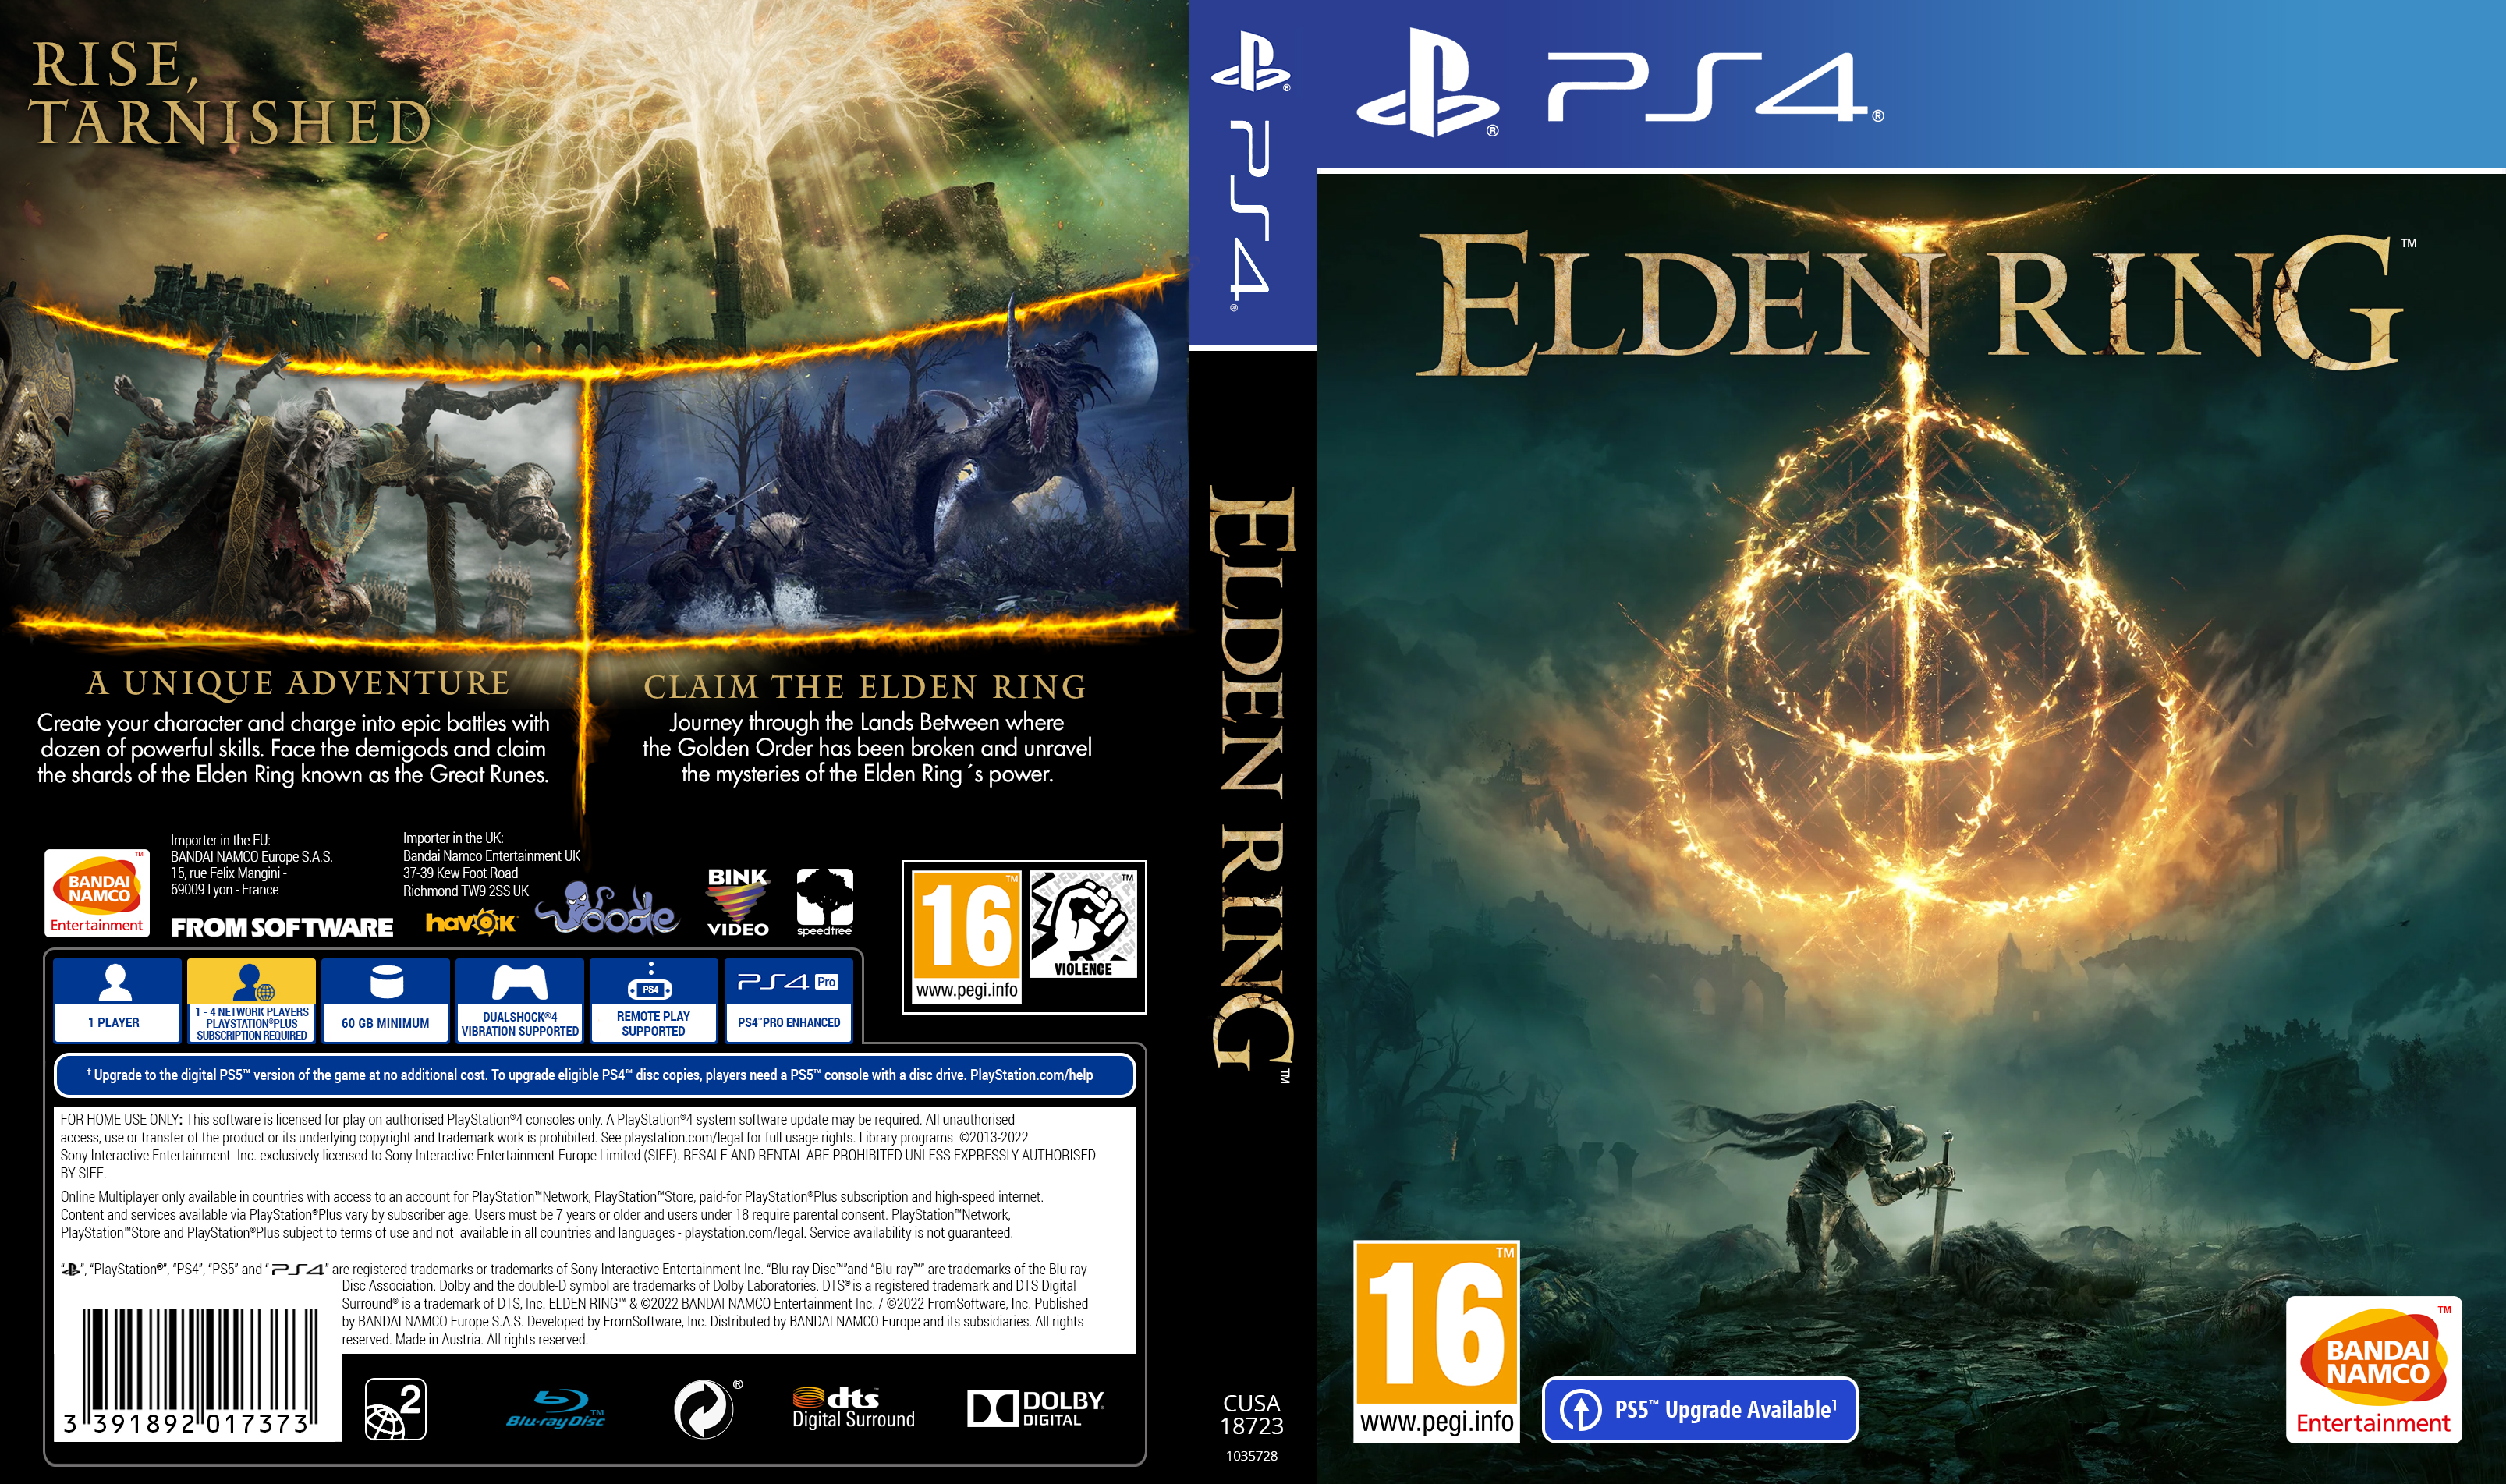 RISE,
TARNISHED
A UNIQUE ADVENTURE
Create your character and charge into epic battles with
dozen of powerful skills. Face the demigods and claim
the shards of the Elden Ring known as the Great Runes.
CLAIM THE ELDEN RING
Journey through the Lands Between where
the Golden Order has been broken and unravel
the mysteries of the Elden Ring´s power.
BANDAI
NAMCO
Entertainment
TM
Importer in the EU:
BANDAI NAMCO Europe S.A.S.
15, rue Felix Mangini -
69009 Lyon - France
Importer in the UK:
Bandai Namco Entertainment UK
37-39 Kew Foot Road
Richmond TW9 2SS UK
FROMSOFTWARE
havok
oodle
BINK
VIDEO
speedtree
16
TM
www.pegi.info
TM
VIOLENCE
1 PLAYER
1 - 4 NETWORK PLAYERS
PLAYSTATION®PLUS
SUBSCRIPTION REQUIRED
60 GB MINIMUM
DUALSHOCK®4
VIBRATION SUPPORTED
PS4
REMOTE PLAY
SUPPORTED
PS4 Pro
PS4™PRO ENHANCED
† Upgrade to the digital PS5™ version of the game at no additional cost. To upgrade eligible PS4™ disc copies, players need a PS5™ console with a disc drive. PlayStation.com/help
FOR HOME USE ONLY: This software is licensed for play on authorised PlayStation®4 consoles only. A PlayStation®4 system software update may be required. All unauthorised
access, use or transfer of the product or its underlying copyright and trademark work is prohibited. See playstation.com/legal for full usage rights. Library programs ©2013-2022
Sony Interactive Entertainment Inc. exclusively licensed to Sony Interactive Entertainment Europe Limited (SIEE). RESALE AND RENTAL ARE PROHIBITED UNLESS EXPRESSLY AUTHORISED
BY SIEE.
Online Multiplayer only available in countries with access to an account for PlayStation™Network, PlayStation™Store, paid-for PlayStation®Plus subscription and high-speed internet.
Content and services available via PlayStation®Plus vary by subscriber age. Users must be 7 years or older and users under 18 require parental consent. PlayStation™Network,
PlayStation™Store and PlayStation®Plus subject to terms of use and not available in all countries and languages - playstation.com/legal. Service availability is not guaranteed.
“ ”, “PlayStation®”, “PS4”, “PS5” and “PS4” are registered trademarks or trademarks of Sony Interactive Entertainment Inc. “Blu-ray Disc™”and “Blu-ray™” are trademarks of the Blu-ray
Disc Association. Dolby and the double-D symbol are trademarks of Dolby Laboratories. DTS® is a registered trademark and DTS Digital
Surround® is a trademark of DTS, Inc. ELDEN RING™ & ©2022 BANDAI NAMCO Entertainment Inc. / ©2022 FromSoftware, Inc. Published
by BANDAI NAMCO Europe S.A.S. Developed by FromSoftware, Inc. Distributed by BANDAI NAMCO Europe and its subsidiaries. All rights
reserved. Made in Austria. All rights reserved.
3 391892 017373
2
Blu-ray Disc™
®
dts
Digital Surround
DOLBY
DIGITAL
PS4®
ELDEN RING™
CUSA
18723
1035728
PS4®
ELDEN RING™
16
TM
www.pegi.info
PS5™ Upgrade Available¹
BANDAI
NAMCO
Entertainment
TM